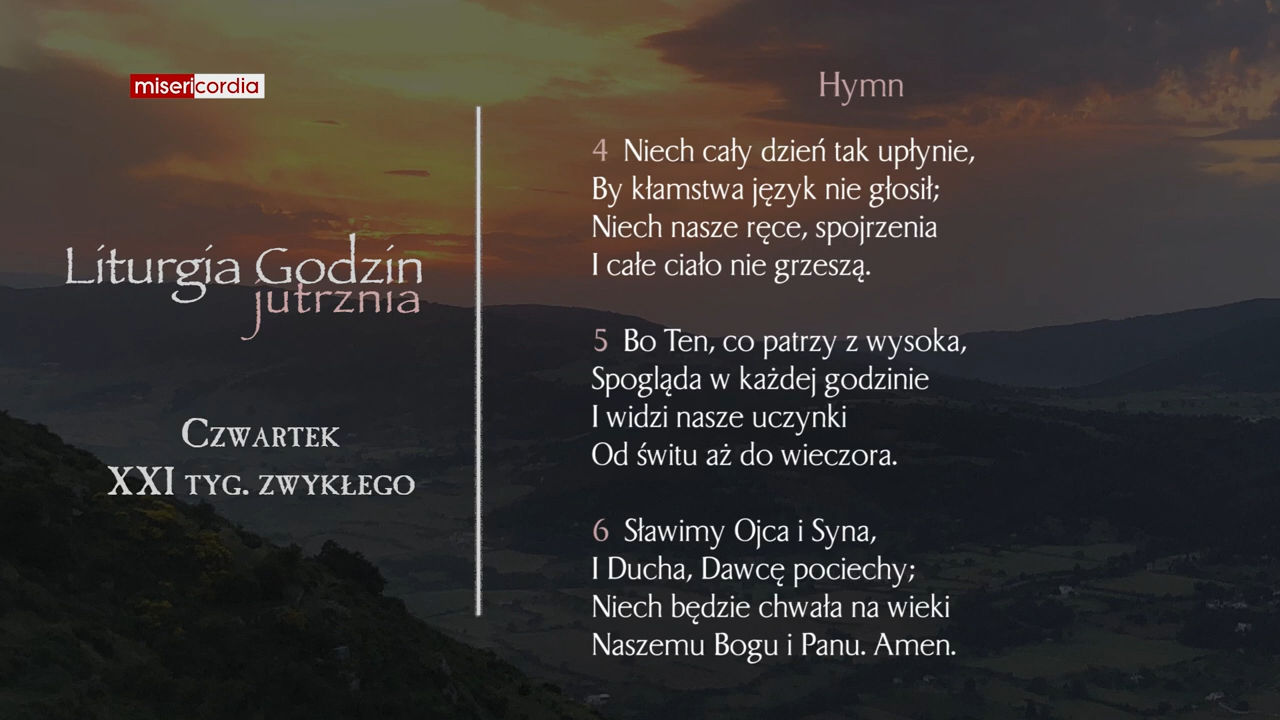 misericordia
Liturgia Godzin
jutrznia
Czwartek
XXI tyg. zwykłego
Hymn
4 Niech cały dzień tak upłynie,
By kłamstwa język nie głosił;
Niech nasze ręce, spojrzenia
I całe ciało nie grzeszą.
5 Bo Ten, co patrzy z wysoka,
Spogląda w każdej godzinie
I widzi nasze uczynki
Od świtu aż do wieczora.
6 Sławimy Ojca i Syna,
I Ducha, Dawcę pociechy;
Niech będzie chwała na wieki
Naszemu Bogu i Panu. Amen.